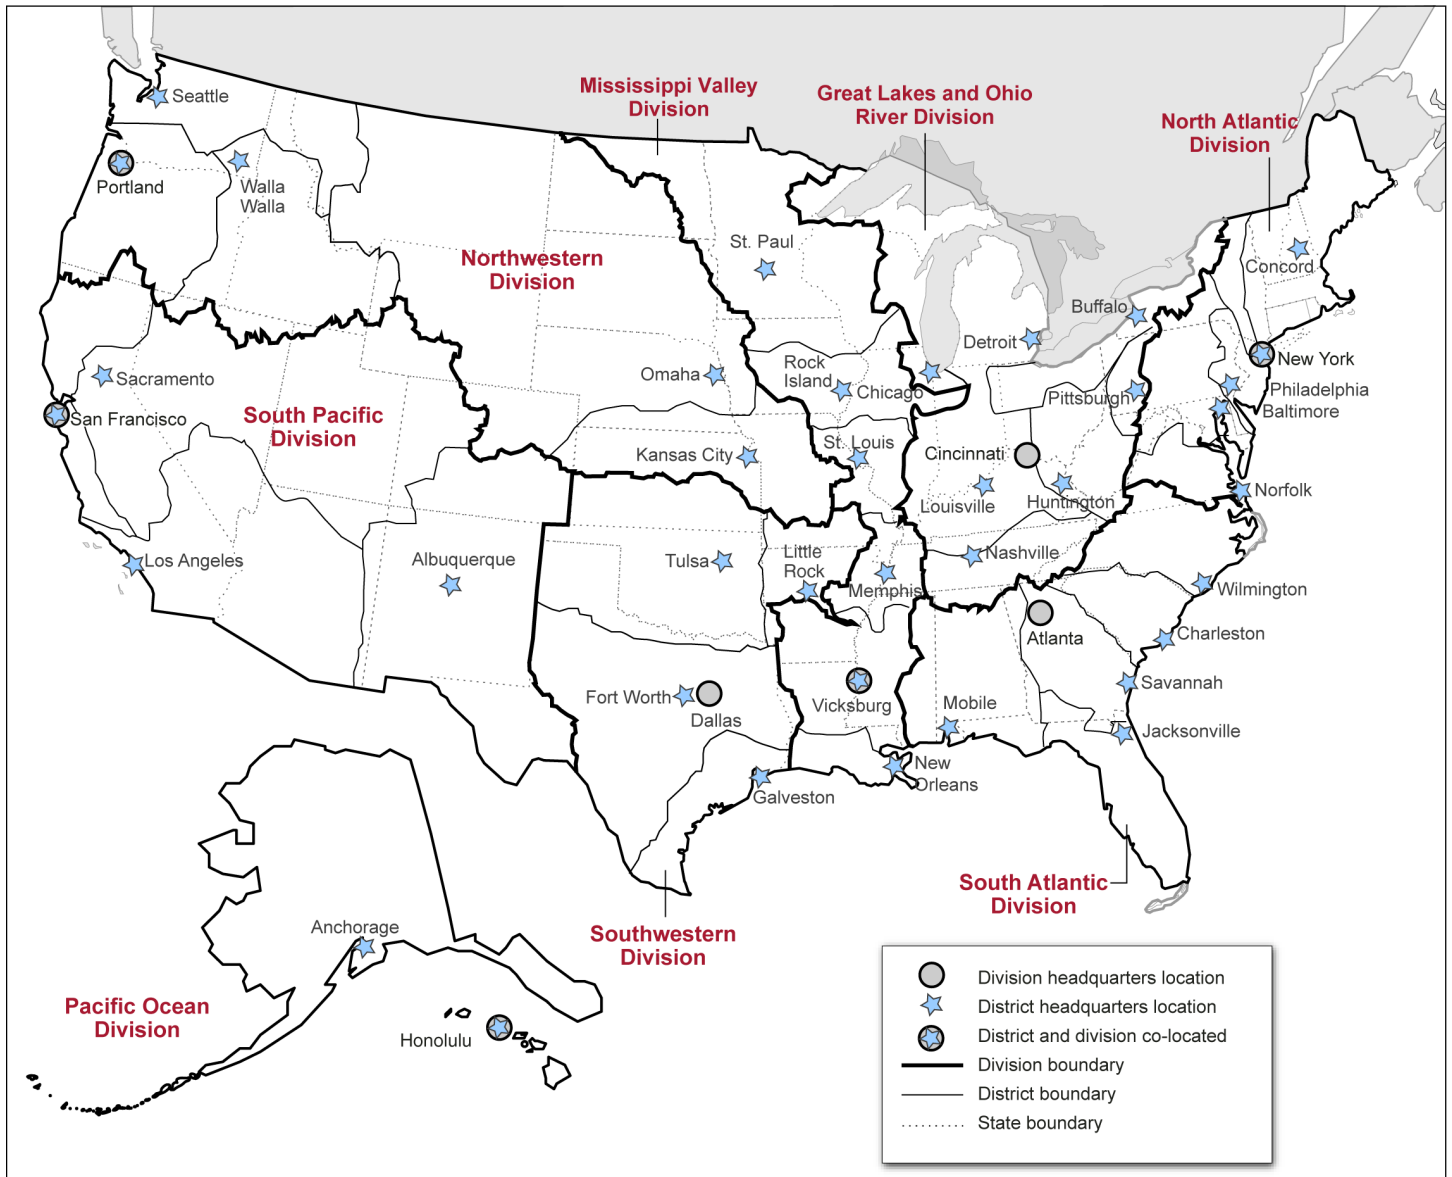 Mississippi Valley
Division
Great Lakes and Ohio
River Division
North Atlantic
Division
Seattle
Portland
Walla
Walla
Northwestern
Division
St. Paul
Concord
Buffalo
Detroit
New York
Sacramento
San Francisco
South Pacific
Division
Omaha
Rock
Island
Chicago
Pittsburgh
Philadelphia
Baltimore
Kansas City
St. Louis
Cincinnati
Louisville
Huntington
Norfolk
Los Angeles
Albuquerque
Tulsa
Little
Rock
Memphis
Nashville
Wilmington
Atlanta
Charleston
Fort Worth
Dallas
Vicksburg
Mobile
Savannah
Jacksonville
Galveston
New
Orleans
South Atlantic
Division
Southwestern
Division
Anchorage
Pacific Ocean
Division
Honolulu
Division headquarters location
District headquarters location
District and division co-located
Division boundary
District boundary
State boundary